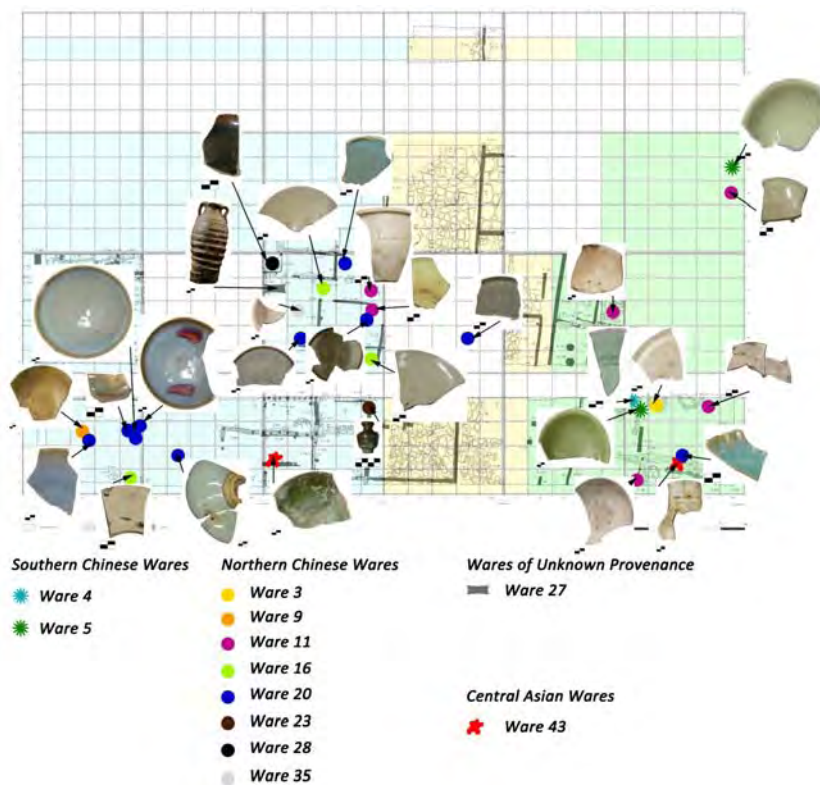 Southern Chinese Wares
Ware 4
Ware 5
Northern Chinese Wares
Ware 3
Ware 9
Ware 11
Ware 16
Ware 20
Ware 23
Ware 28
Ware 35
Wares of Unknown Provenance
Ware 27
Central Asian Wares
Ware 43